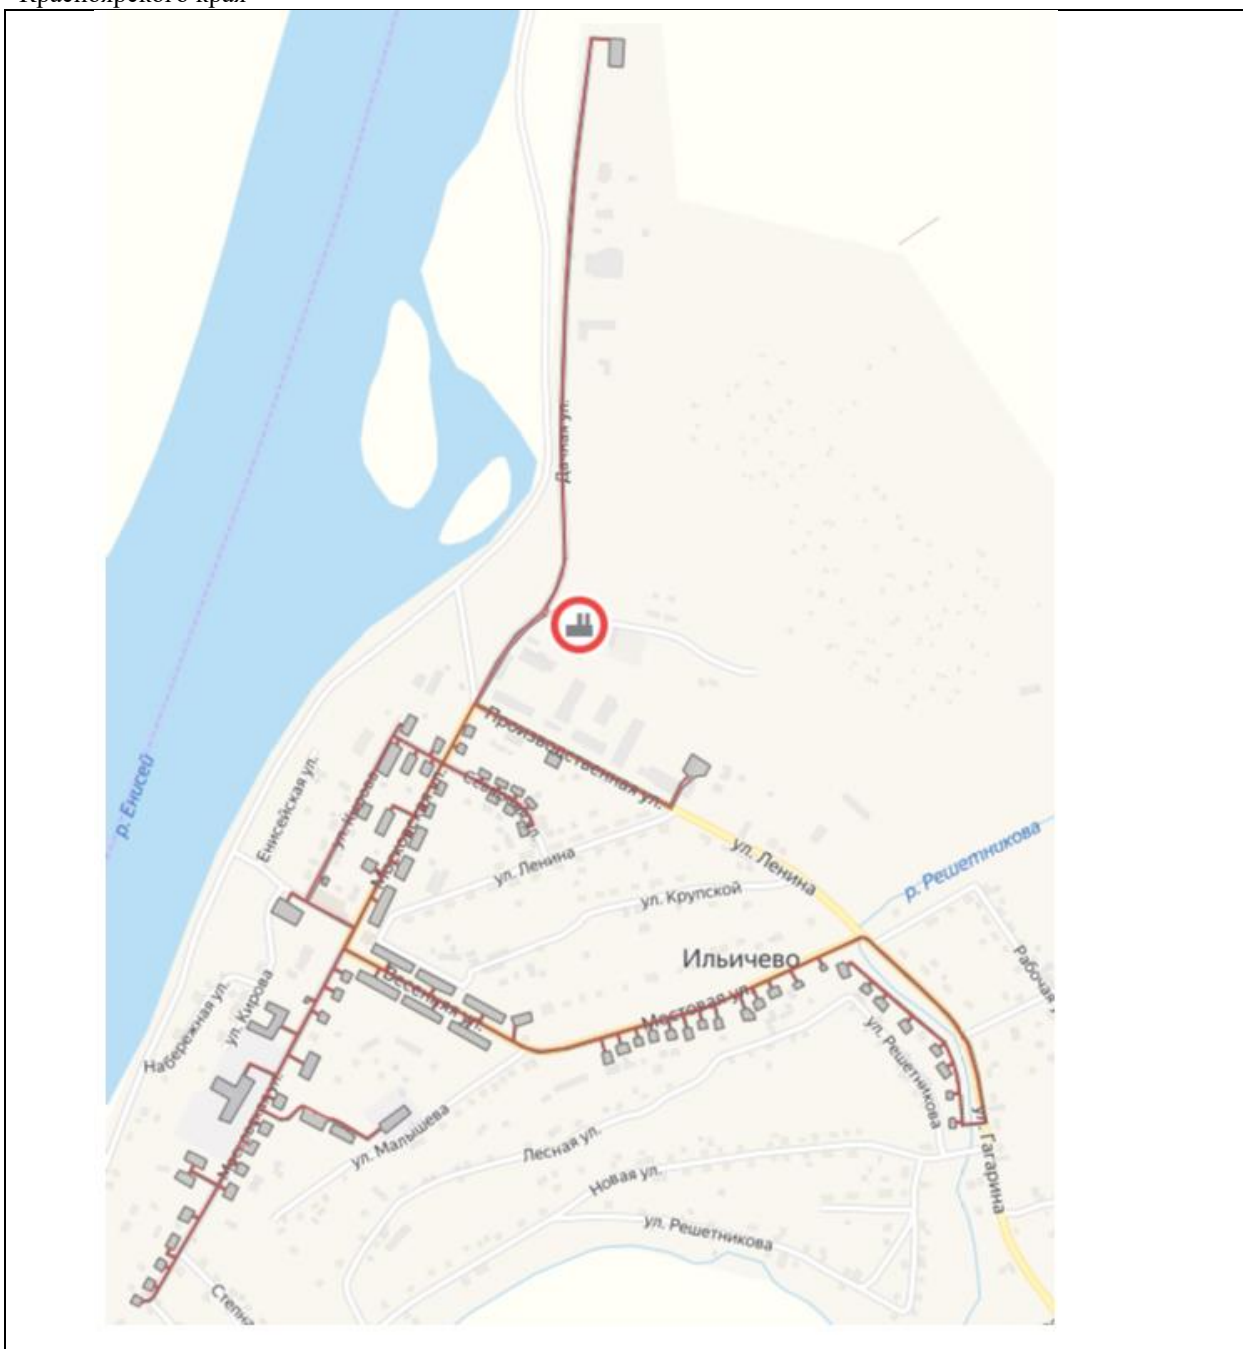 Красноярского края
Дачная ул.
Производственная ул.
р. Енисей
Енисейская ул.
ул. Кирова
Московская ул.
ул. Ленина
ул. Ленина
р. Решетникова
ул. Крупской
Ильичево
Рабочая у
Набережная ул.
ул. Кирова
Весенняя ул.
Мостовая ул.
ул. Решетникова
ул. Малышева
Лесная ул.
ул. Гагарина
Новая ул.
ул. Решетникова
Степна